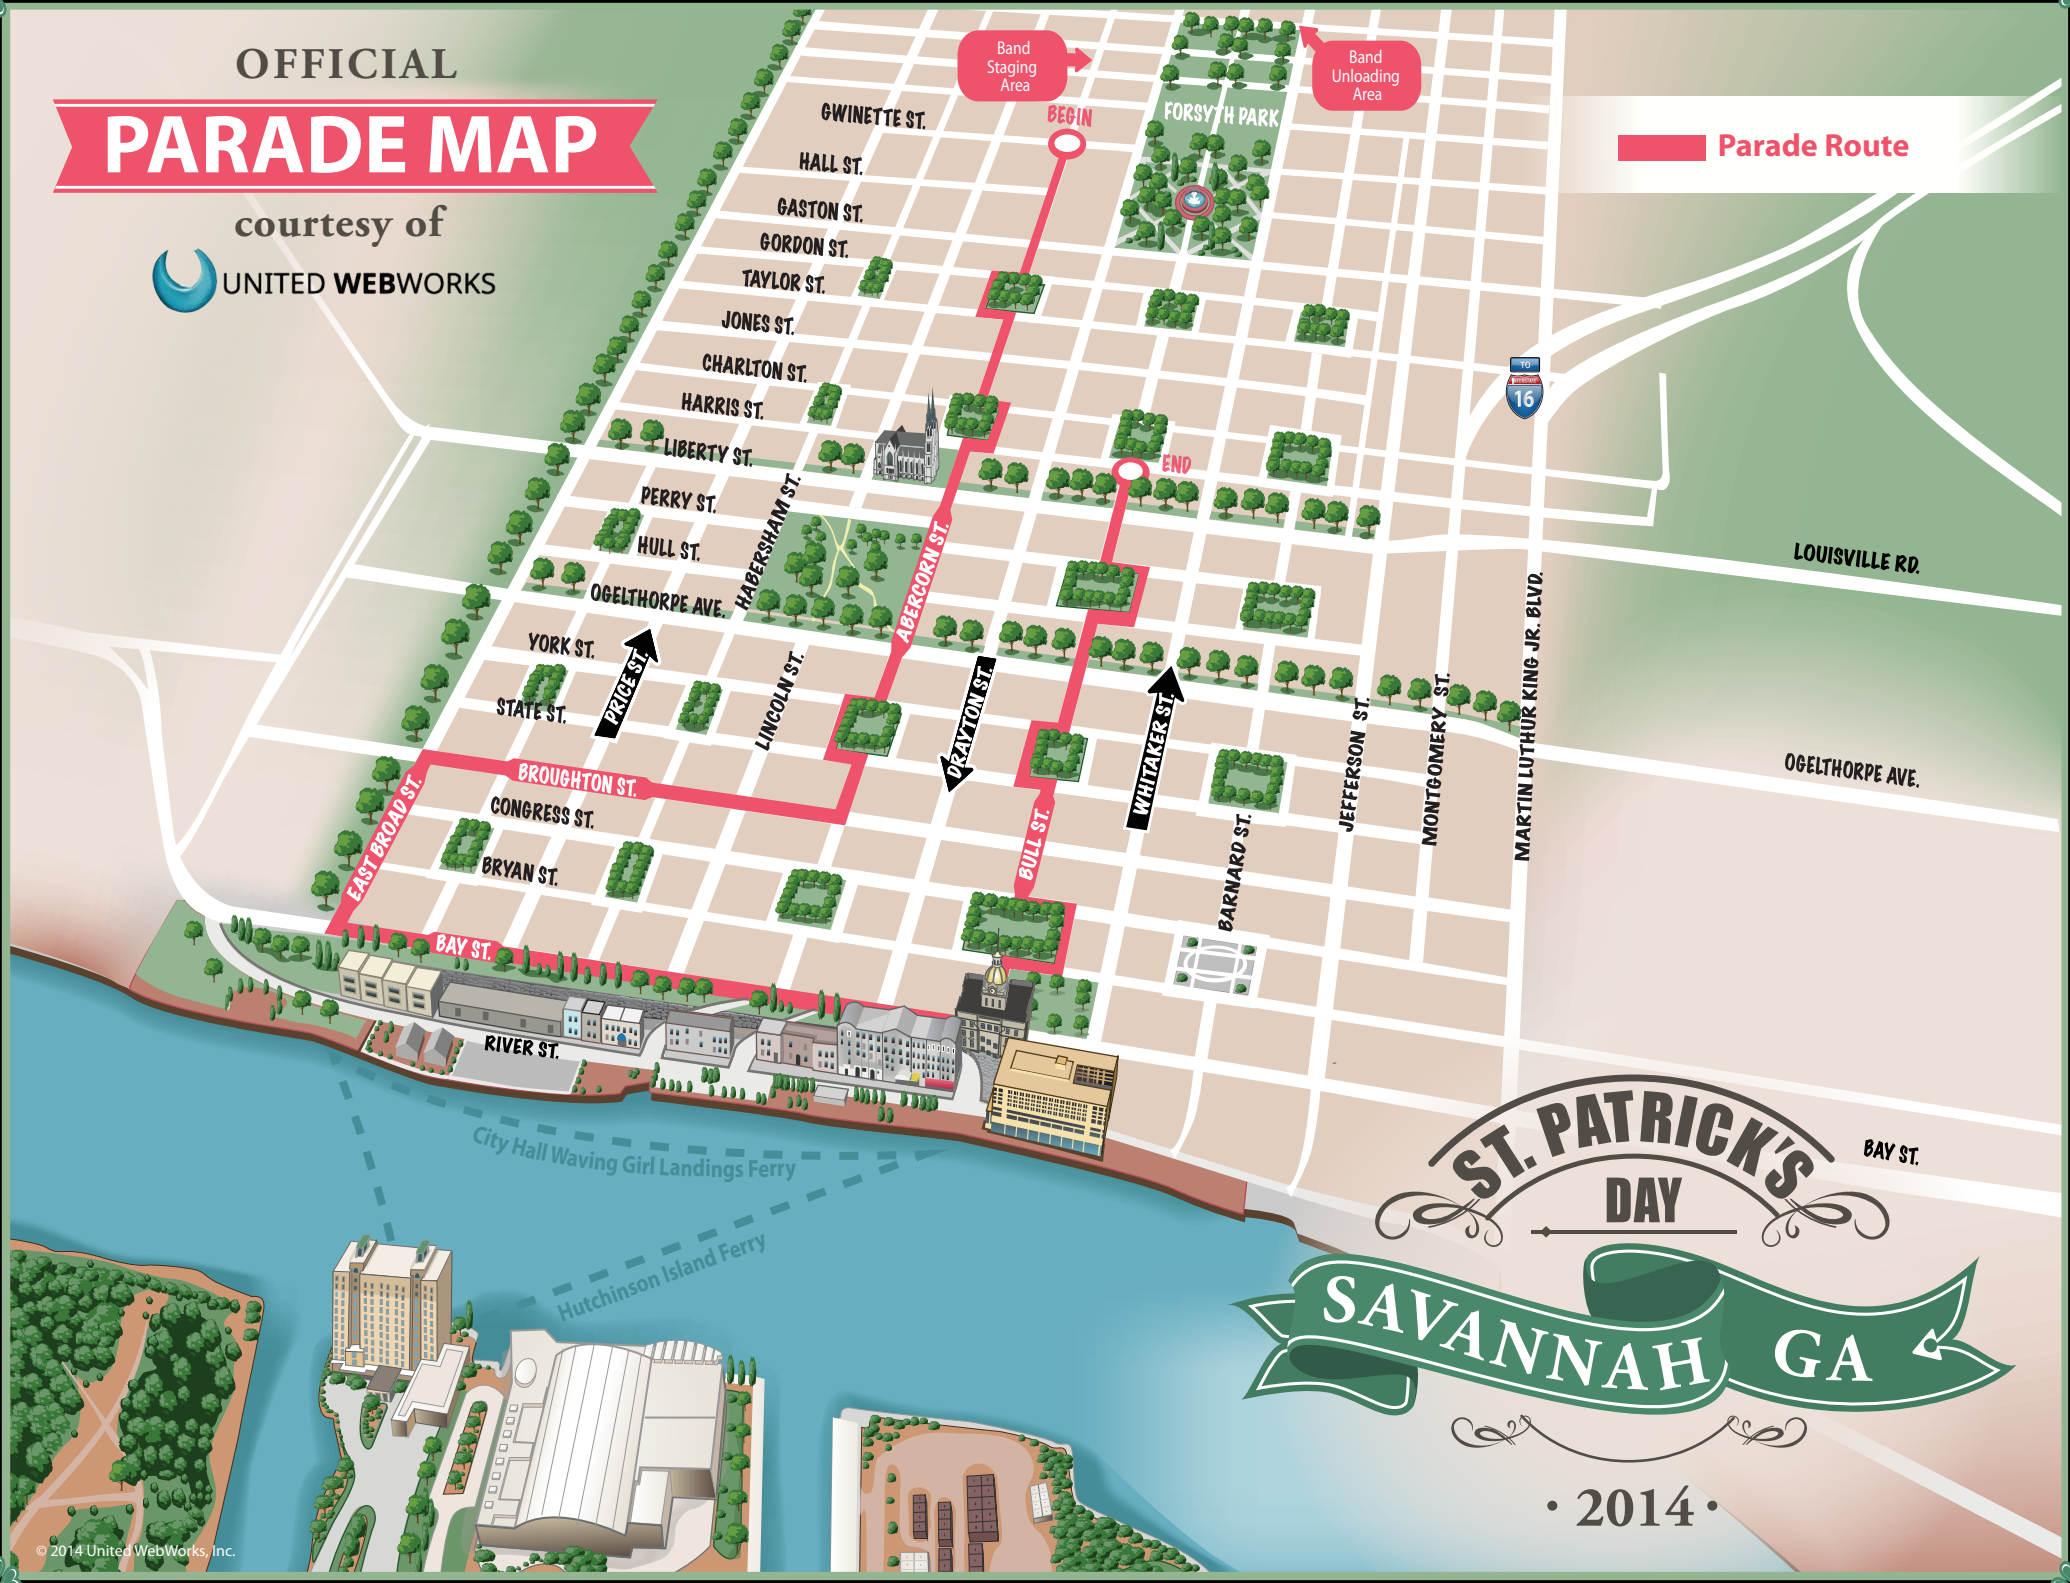 OFFICIAL
PARADE MAP
courtesy of
UNITED WEBWORKS
Band
Staging
Area
Band
Unloading
Area
BEGIN
FORSYTH PARK
Parade Route
GWINETTE ST.
HALL ST.
GASTON ST.
GORDON ST.
TAYLOR ST.
JONES ST.
CHARLTON ST.
HARRIS ST.
LIBERTY ST.
PERRY ST.
HULL ST.
OGELTHORPE AVE.
YORK ST.
STATE ST.
END
TO
INTERSTATE
16
HABERSHAM ST.
ABERCORN ST.
PRICE ST.
LINCOLN ST.
DRAYTON ST.
WHITAKER ST.
JEFFERSON ST.
MONTGOMERY ST.
MARTIN LUTHUR KING JR. BLVD.
LOUISVILLE RD.
OGELTHORPE AVE.
BROUGHTON ST.
EAST BROAD ST.
CONGRESS ST.
BRYAN ST.
BULL ST.
BARNARD ST.
BAY ST.
RIVER ST.
BAY ST.
City Hall Waving Girl Landings Ferry
Hutchinson Island Ferry
ST. PATRICK'S
DAY
SAVANNAH GA
• 2014 •
© 2014 United WebWorks, Inc.